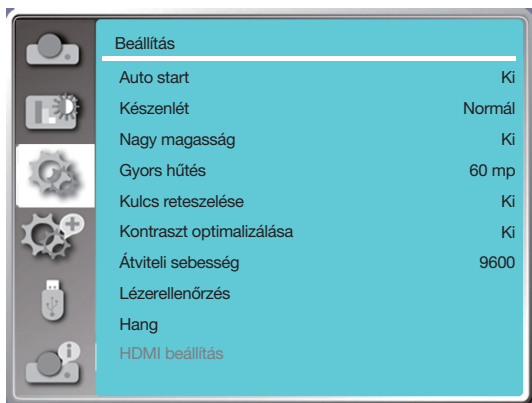 Beállítás
Auto start Ki
Készenlét Normál
Nagy magasság Ki
Gyors hűtés 60 mp
Kulcs reteszelése Ki
Kontraszt optimalizálása Ki
Átviteli sebesség 9600
Lézerellenőrzés
Hang
HDMI beállítás